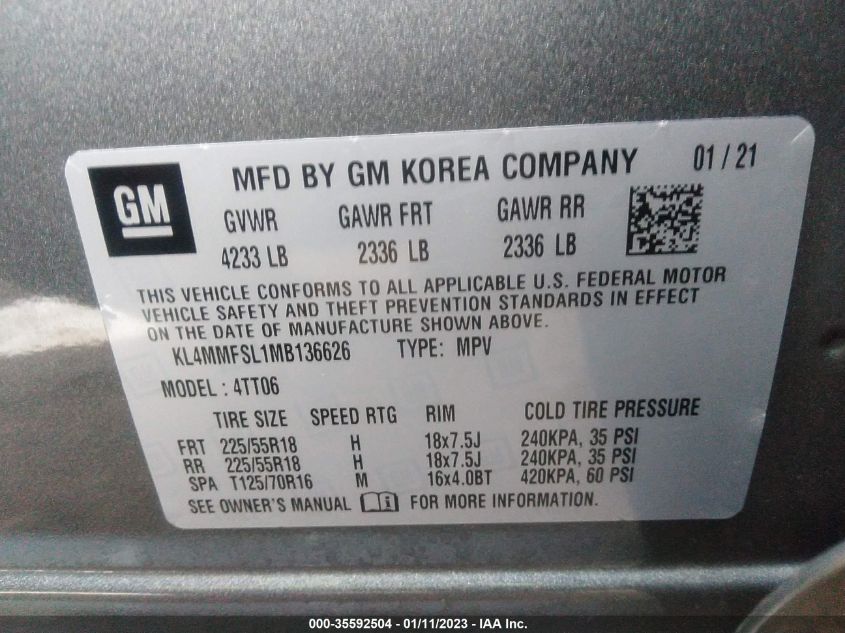 GM
MFD BY GM KOREA COMPANY 01 / 21
GVWR GAWR FRT GAWR RR
4233 LB 2336 LB 2336 LB
THIS VEHICLE CONFORMS TO ALL APPLICABLE U.S. FEDERAL MOTOR
VEHICLE SAFETY AND THEFT PREVENTION STANDARDS IN EFFECT
ON THE DATE OF MANUFACTURE SHOWN ABOVE.
KL4MMFSL1MB136626 TYPE: MPV
MODEL : 4TT06
TIRE SIZE SPEED RTG RIM COLD TIRE PRESSURE
FRT 225/55R18 H 18x7.5J 240KPA, 35 PSI
RR 225/55R18 H 18x7.5J 240KPA, 35 PSI
SPA T125/70R16 M 16x4.0BT 420KPA, 60 PSI
SEE OWNER'S MANUAL FOR MORE INFORMATION.
000-35592504 - 01/11/2023 - IAA Inc.